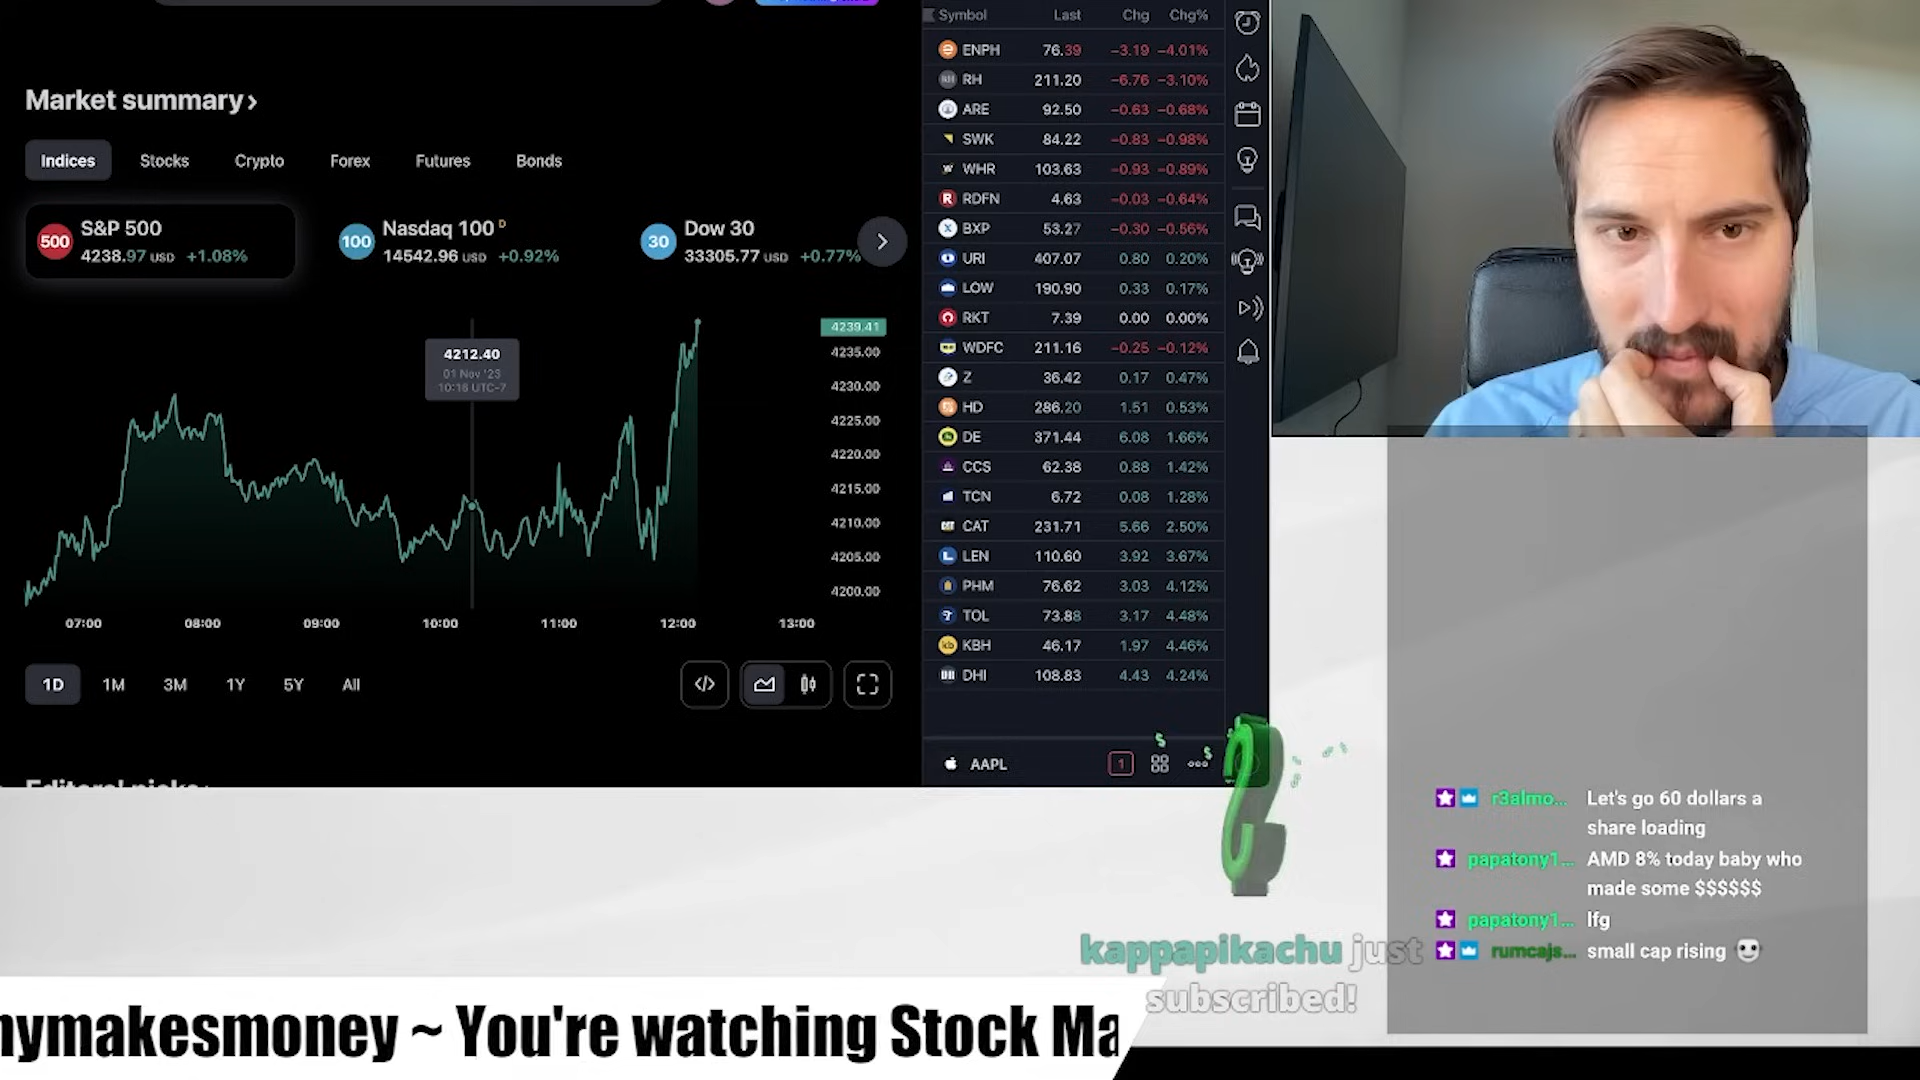 Market summary ›
Indices Stocks Crypto Forex Futures Bonds
500 S&P 500
4238.97 USD +1.08%
100 Nasdaq 100 D
14542.96 USD +0.92%
30 Dow 30
33305.77 USD +0.77%
4212.40
01 Nov '23
10:16 UTC-7
4239.41
4235.00
4230.00
4225.00
4220.00
4215.00
4210.00
4205.00
4200.00
07:00 08:00 09:00 10:00 11:00 12:00 13:00
1D 1M 3M 1Y 5Y All
Symbol Last Chg Chg%
ENPH 76.39 −3.19 −4.01%
RH 211.20 −6.76 −3.10%
ARE 92.50 −0.63 −0.68%
SWK 84.22 −0.83 −0.98%
WHR 103.63 −0.93 −0.89%
RDFN 4.63 −0.03 −0.64%
BXP 53.27 −0.30 −0.56%
URI 407.07 0.80 0.20%
LOW 190.90 0.33 0.17%
RKT 7.39 0.00 0.00%
WDFC 211.16 −0.25 −0.12%
Z 36.42 0.17 0.47%
HD 286.20 1.51 0.53%
DE 371.44 6.08 1.66%
CCS 62.38 0.88 1.42%
TCN 6.72 0.08 1.28%
CAT 231.71 5.66 2.50%
LEN 110.60 3.92 3.67%
PHM 76.62 3.03 4.12%
TOL 73.88 3.17 4.48%
KBH 46.17 1.97 4.46%
DHI 108.83 4.43 4.24%
AAPL 1
r3almo... Let's go 60 dollars a
share loading
papatony1... AMD 8% today baby who
made some $$$$$$
papatony1... lfg
rumcajs... small cap rising
kappapikachu just
subscribed!
nymakesmoney ~ You're watching Stock Ma